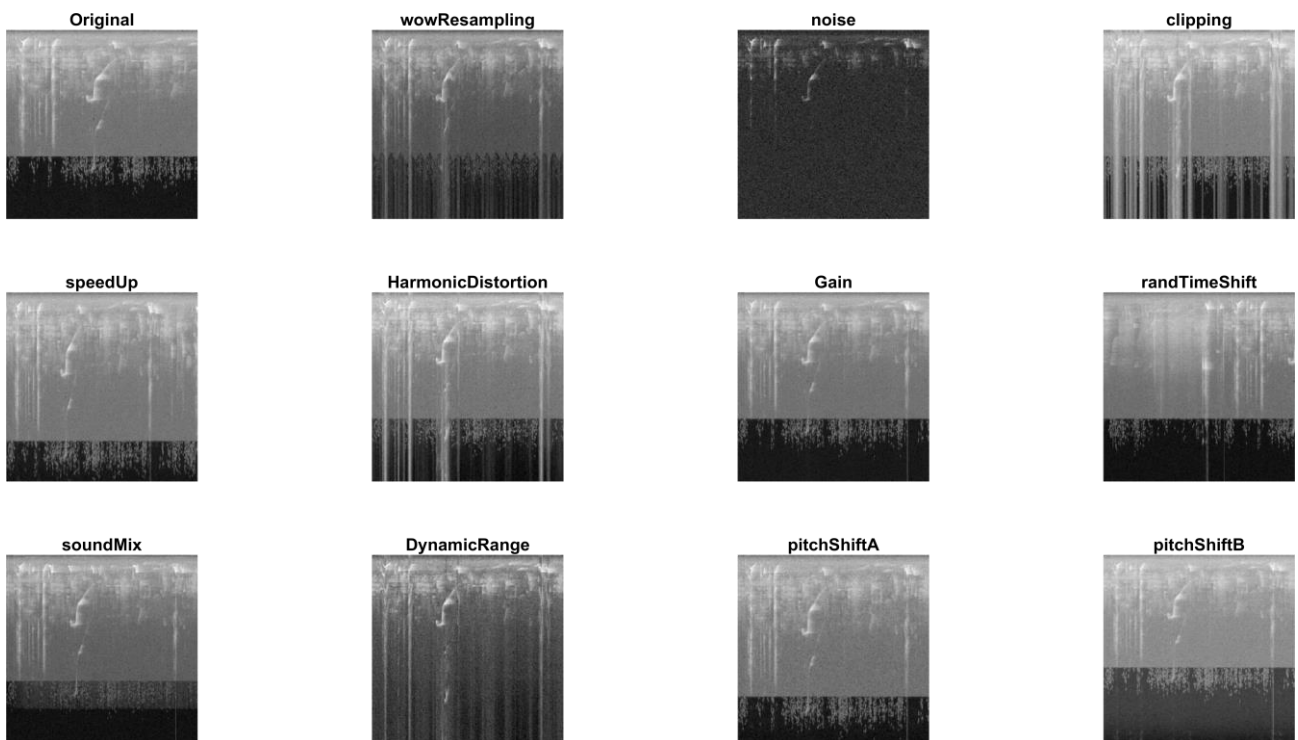 Original
wowResampling
noise
clipping
speedUp
HarmonicDistortion
Gain
randTimeShift
soundMix
DynamicRange
pitchShiftA
pitchShiftB